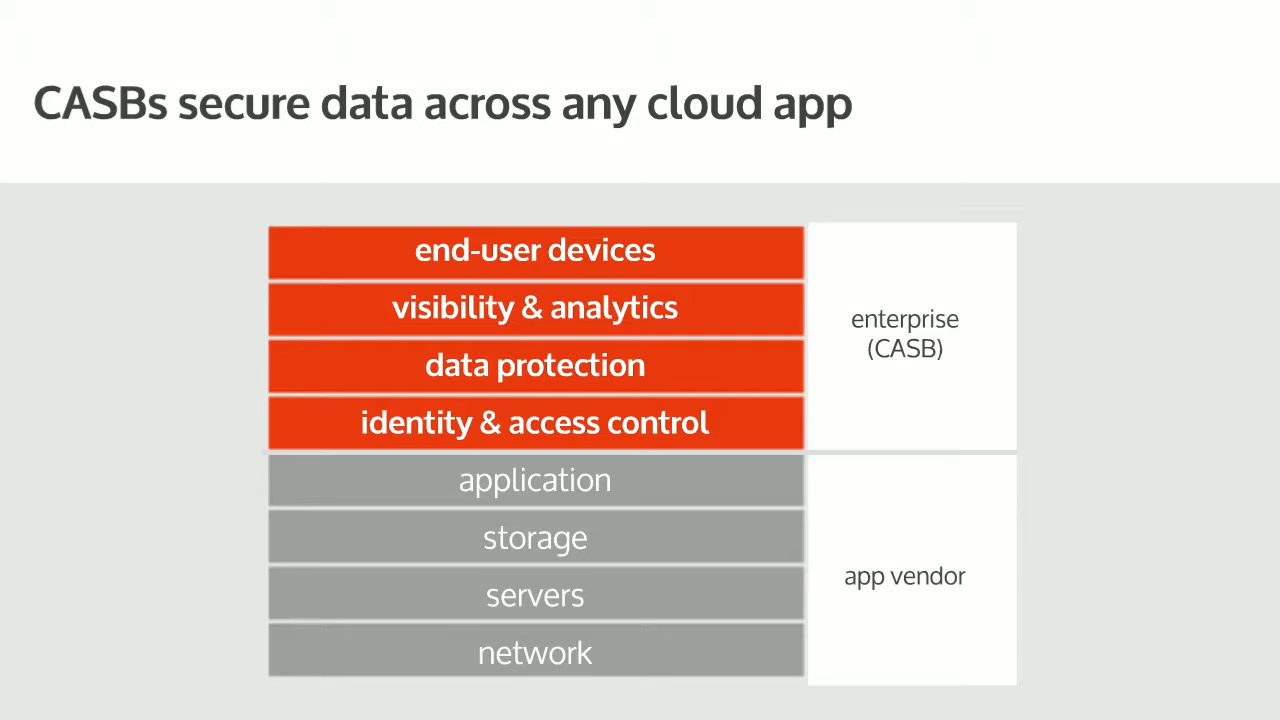 CASBs secure data across any cloud app
end-user devices
visibility & analytics
data protection
identity & access control
enterprise
(CASB)
application
storage
servers
network
app vendor